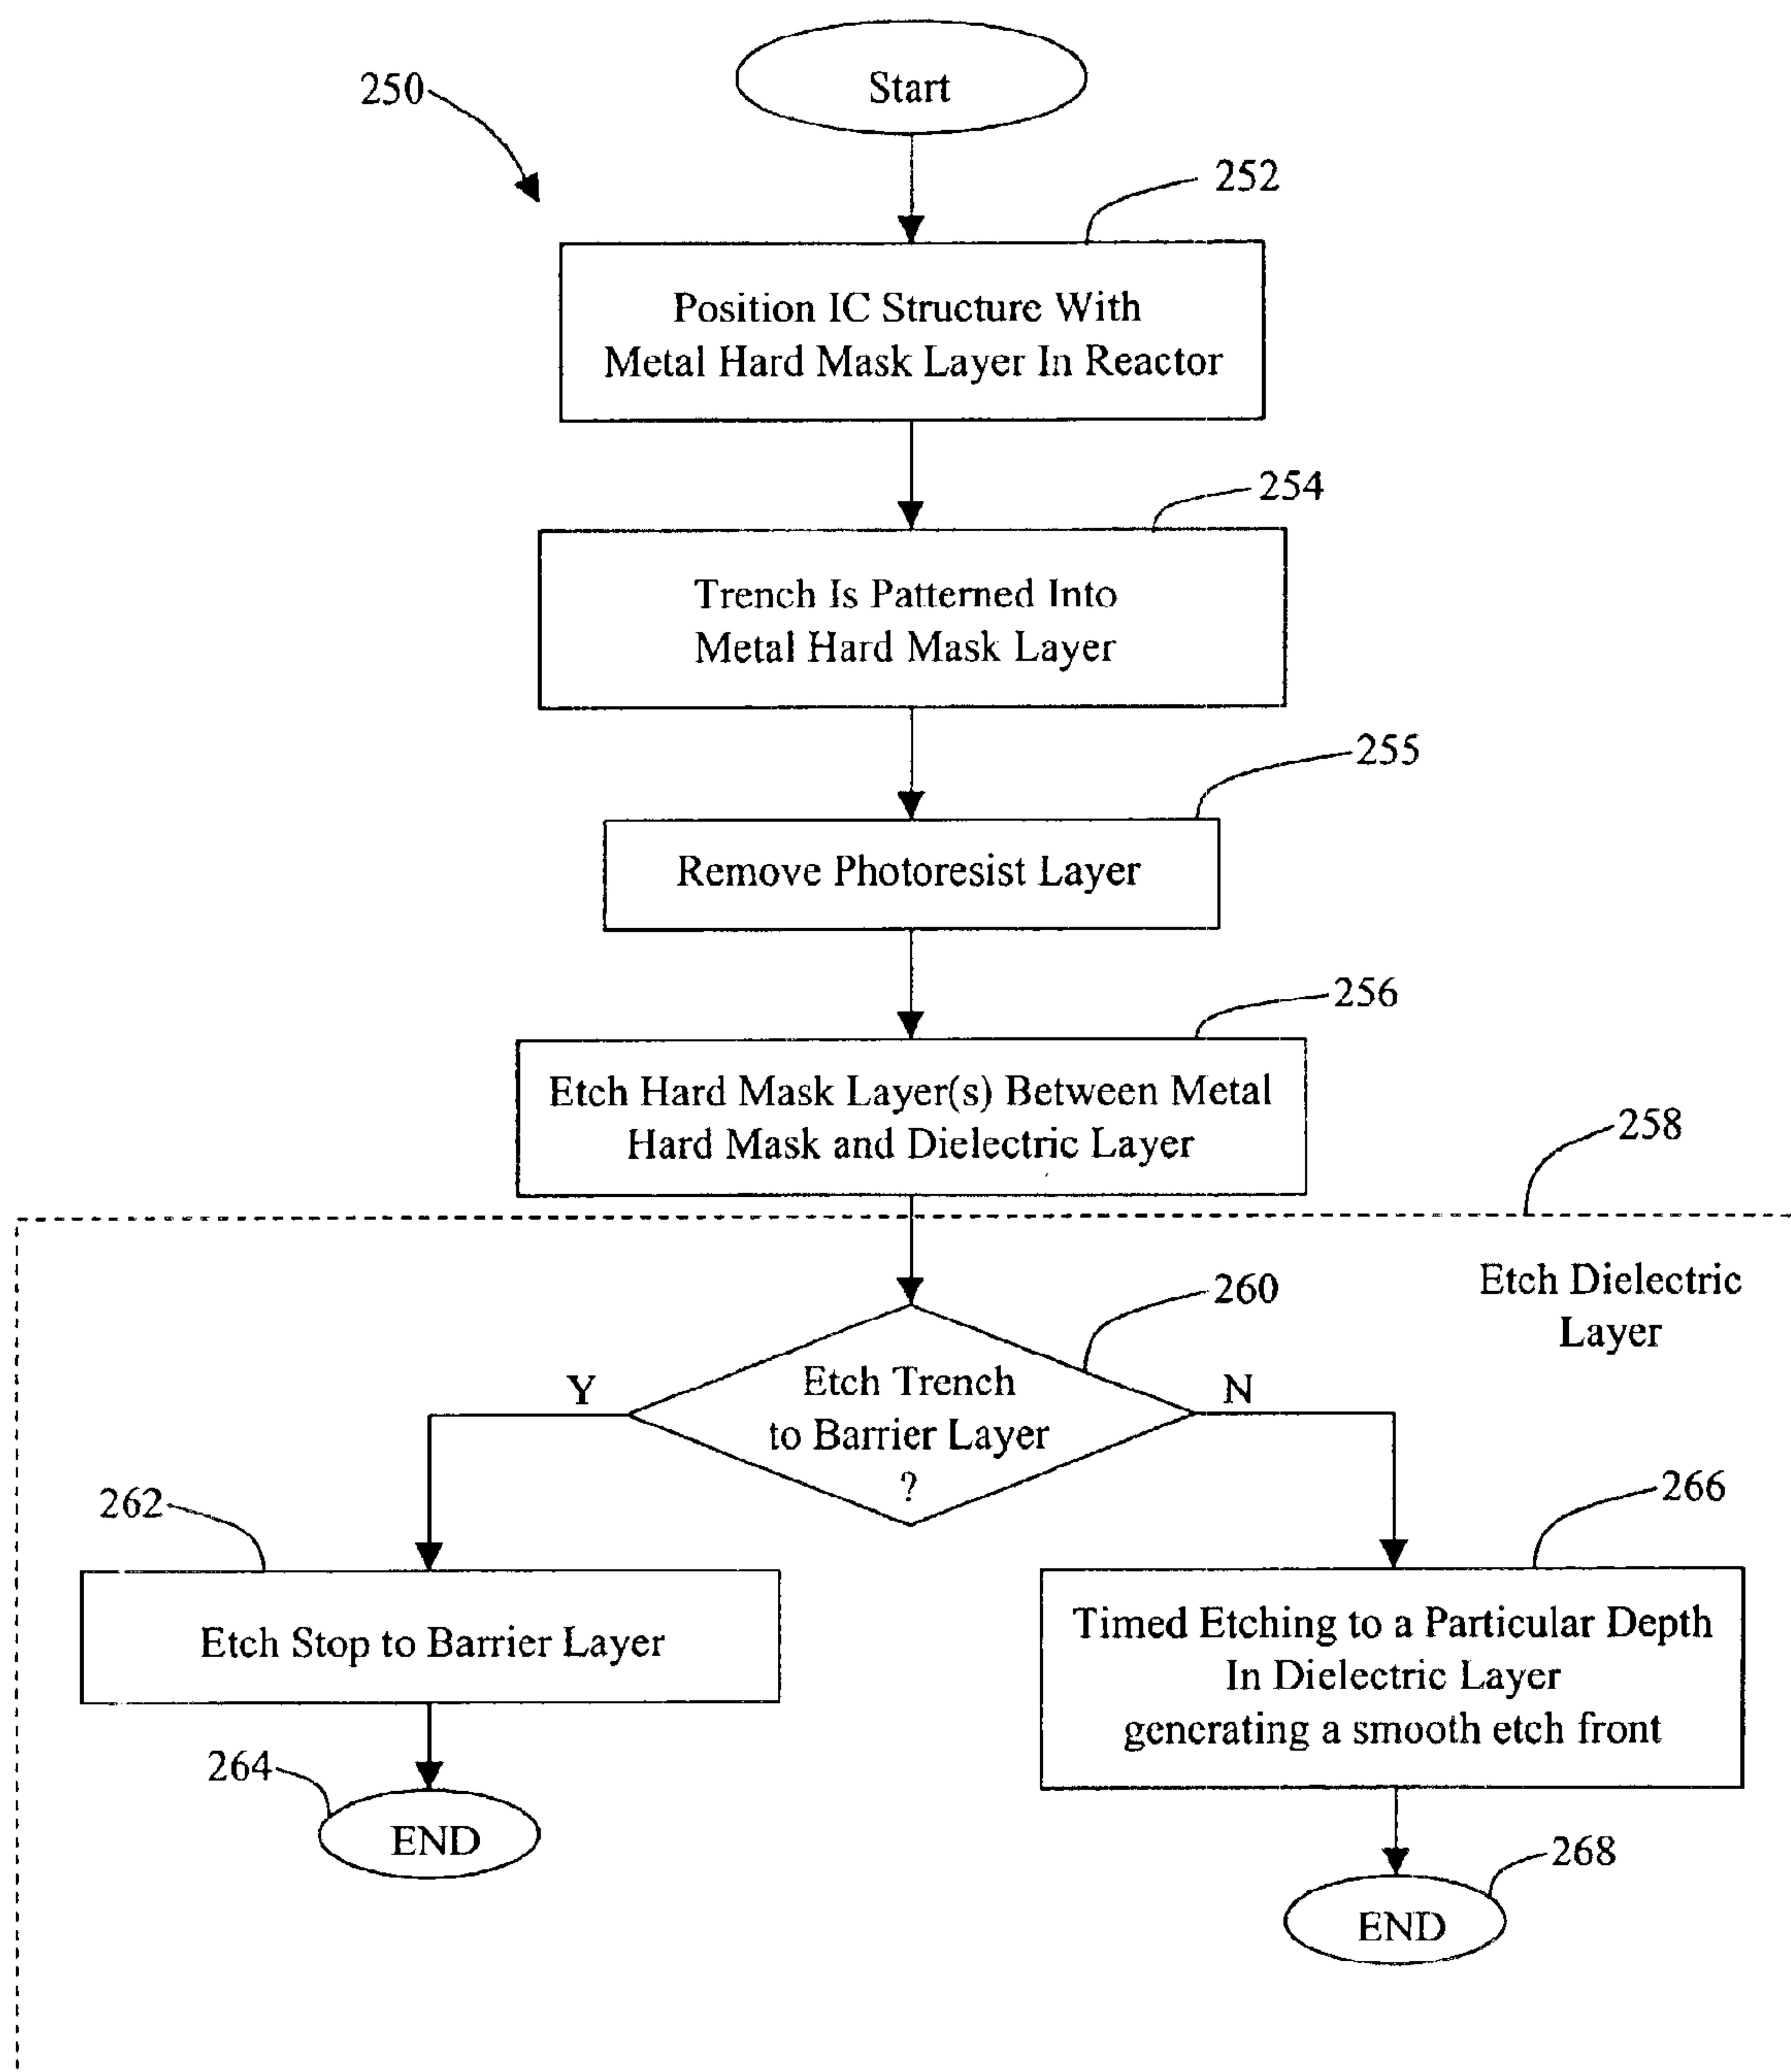 Start
250
252
Position IC Structure With
Metal Hard Mask Layer In Reactor
254
Trench Is Patterned Into
Metal Hard Mask Layer
255
Remove Photoresist Layer
256
Etch Hard Mask Layer(s) Between Metal
Hard Mask and Dielectric Layer
258
Etch Dielectric
Layer
260
Etch Trench
to Barrier Layer
?
Y
N
262
Etch Stop to Barrier Layer
264
END
266
Timed Etching to a Particular Depth
In Dielectric Layer
generating a smooth etch front
268
END